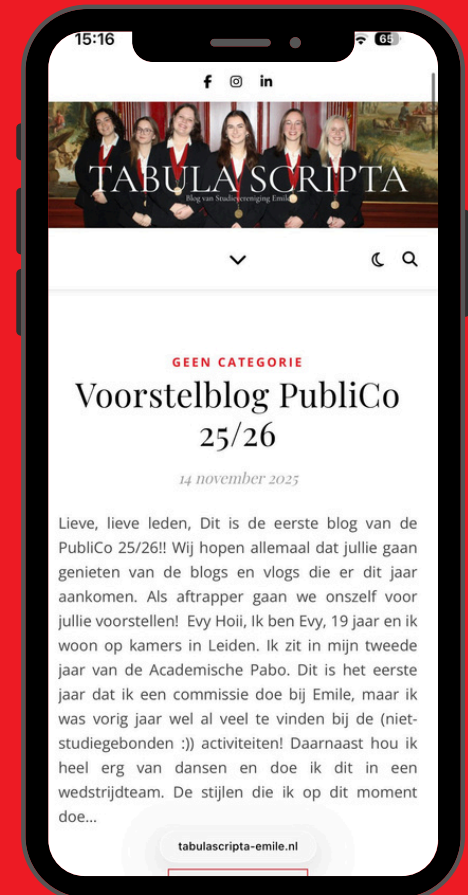 15:16
65
TABULA SCRIPTA
Blog van Studievereniging Emile
GEEN CATEGORIE
Voorstelblog PubliCo
25/26
14 november 2025
Lieve, lieve leden, Dit is de eerste blog van de
PubliCo 25/26!! Wij hopen allemaal dat jullie gaan
genieten van de blogs en vlogs die er dit jaar
aankomen. Als aftrapper gaan we onszelf voor
jullie voorstellen! Evy Hoii, Ik ben Evy, 19 jaar en ik
woon op kamers in Leiden. Ik zit in mijn tweede
jaar van de Academische Pabo. Dit is het eerste
jaar dat ik een commissie doe bij Emile, maar ik
was vorig jaar wel al veel te vinden bij de (niet-
studiegebonden :)) activiteiten! Daarnaast hou ik
heel erg van dansen en doe ik dit in een
wedstrijdteam. De stijlen die ik op dit moment
doe...
tabulascripta-emile.nl